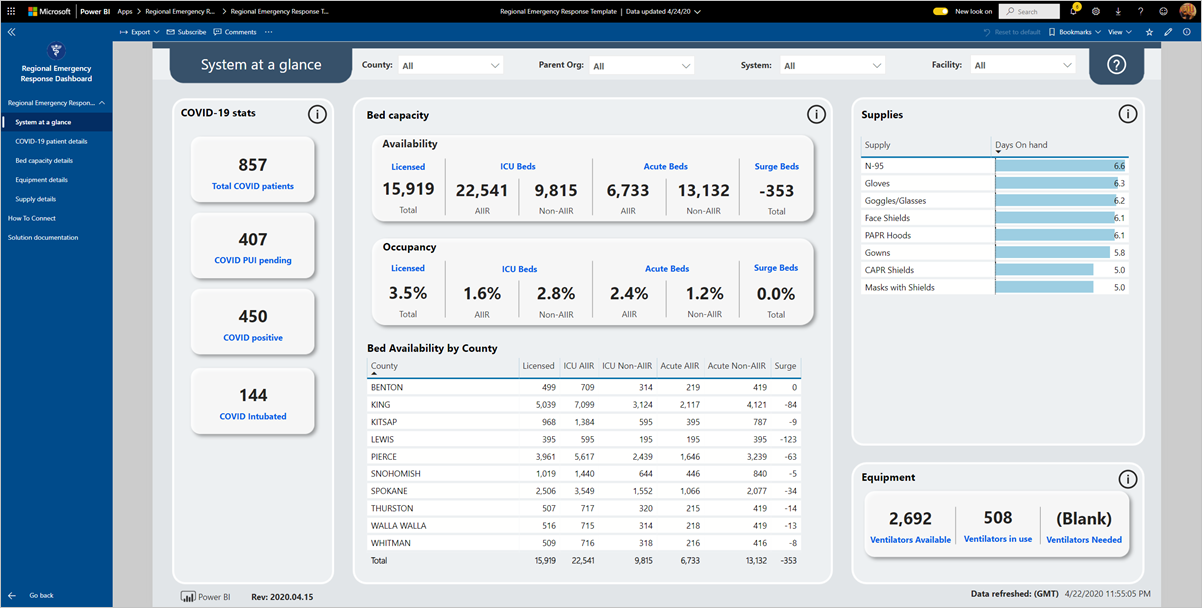 Microsoft Power BI Apps > Regional Emergency R... > Regional Emergency Response T...
Regional Emergency Response Template | Data updated 4/24/20
New look on Search
Export Subscribe Comments ...
Reset to default Bookmarks View
Regional Emergency
Response Dashboard
Regional Emergency Respon...
System at a glance
COVID-19 patient details
Bed capacity details
Equipment details
Supply details
How To Connect
Solution documentation
Go back
System at a glance
County: All Parent Org: All System: All Facility: All
COVID-19 stats
857
Total COVID patients
407
COVID PUI pending
450
COVID positive
144
COVID Intubated
Bed capacity
Availability
Licensed ICU Beds Acute Beds Surge Beds
15,919 22,541 9,815 6,733 13,132 -353
Total AIIR Non-AIIR AIIR Non-AIIR Total
Occupancy
Licensed ICU Beds Acute Beds Surge Beds
3.5% 1.6% 2.8% 2.4% 1.2% 0.0%
Total AIIR Non-AIIR AIIR Non-AIIR Total
Bed Availability by County
County Licensed ICU AIIR ICU Non-AIIR Acute AIIR Acute Non-AIIR Surge
BENTON 499 709 314 219 419 0
KING 5,039 7,099 3,124 2,117 4,121 -84
KITSAP 968 1,384 595 395 787 -9
LEWIS 395 595 195 195 395 -123
PIERCE 3,961 5,617 2,439 1,646 3,239 -63
SNOHOMISH 1,019 1,440 644 446 840 -5
SPOKANE 2,506 3,549 1,552 1,066 2,077 -34
THURSTON 507 717 320 215 419 -14
WALLA WALLA 516 715 314 218 419 -13
WHITMAN 509 716 318 216 416 -8
Total 15,919 22,541 9,815 6,733 13,132 -353
Supplies
Supply Days On hand
N-95 6.6
Gloves 6.3
Goggles/Glasses 6.2
Face Shields 6.1
PAPR Hoods 6.1
Gowns 5.8
CAPR Shields 5.0
Masks with Shields 5.0
Equipment
2,692 508 (Blank)
Ventilators Available Ventilators in use Ventilators Needed
Power BI Rev: 2020.04.15
Data refreshed: (GMT) 4/22/2020 11:55:05 PM